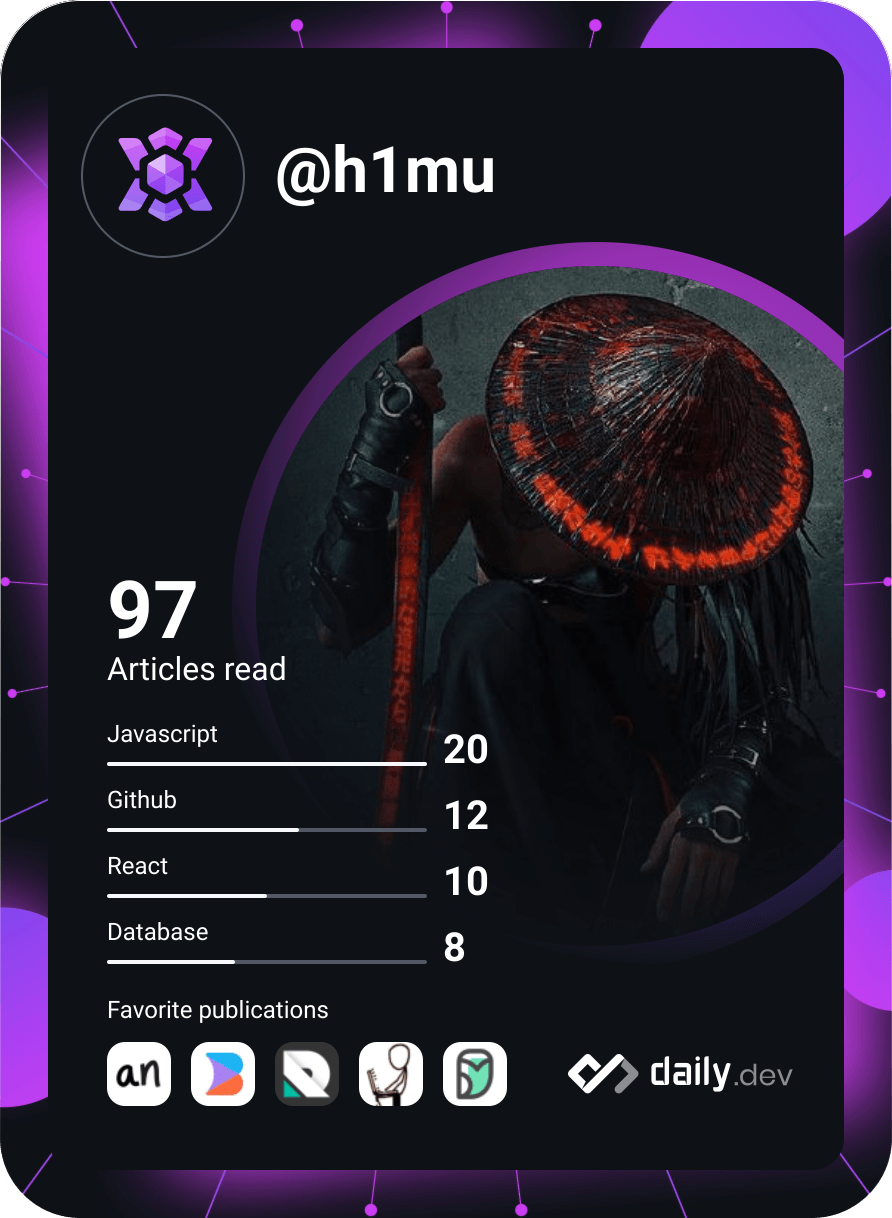 @h1mu
97
Articles read
Javascript
20
Github
12
React
10
Database
8
Favorite publications
an
daily.dev